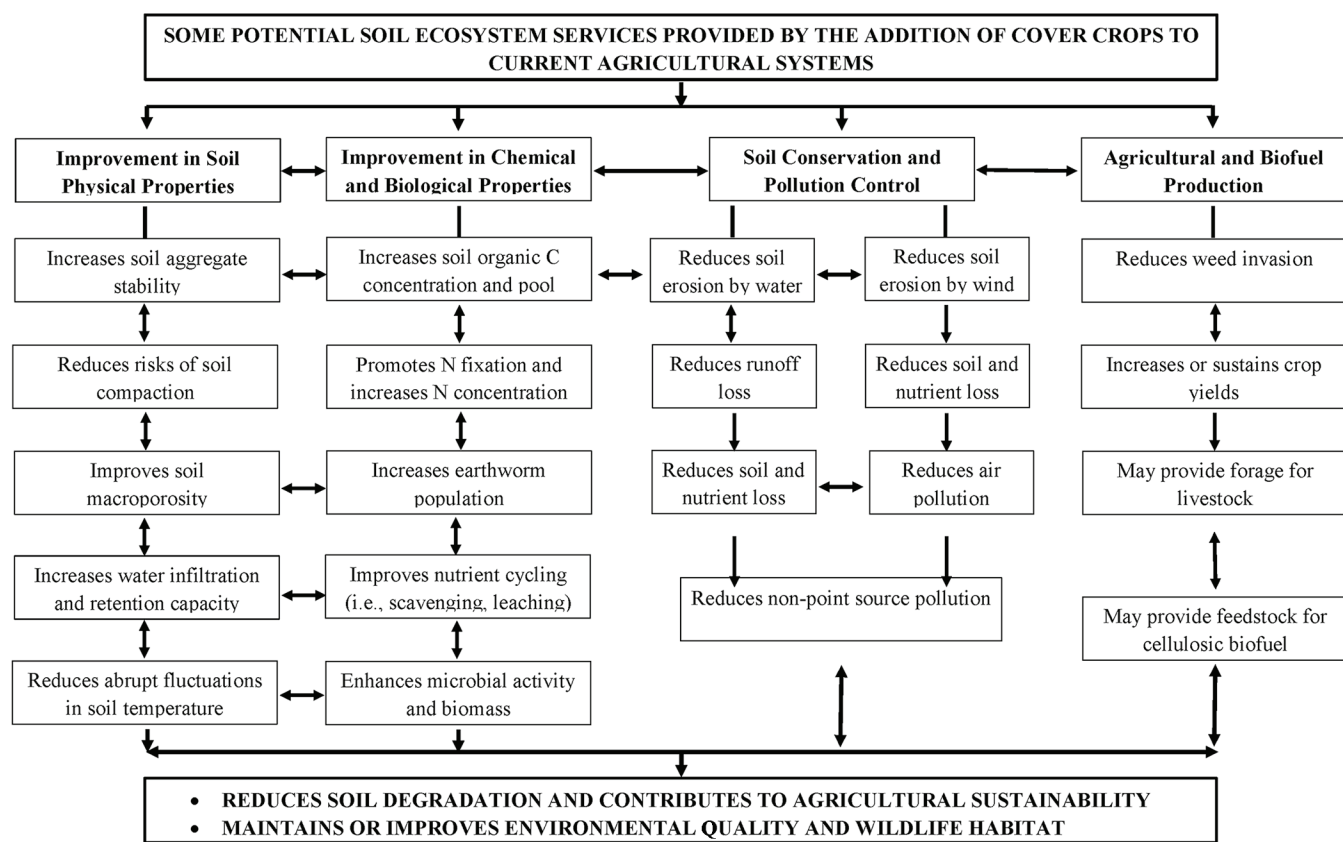 SOME POTENTIAL SOIL ECOSYSTEM SERVICES PROVIDED BY THE ADDITION OF COVER CROPS TO
CURRENT AGRICULTURAL SYSTEMS
Improvement in Soil
Physical Properties
Improvement in Chemical
and Biological Properties
Soil Conservation and
Pollution Control
Agricultural and Biofuel
Production
Increases soil aggregate
stability
Increases soil organic C
concentration and pool
Reduces soil
erosion by water
Reduces soil
erosion by wind
Reduces weed invasion
Reduces risks of soil
compaction
Promotes N fixation and
increases N concentration
Reduces runoff
loss
Reduces soil and
nutrient loss
Increases or sustains crop
yields
Improves soil
macroporosity
Increases earthworm
population
Reduces soil and
nutrient loss
Reduces air
pollution
May provide forage for
livestock
Increases water infiltration
and retention capacity
Improves nutrient cycling
(i.e., scavenging, leaching)
Reduces non-point source pollution
May provide feedstock for
cellulosic biofuel
Reduces abrupt fluctuations
in soil temperature
Enhances microbial activity
and biomass
• REDUCES SOIL DEGRADATION AND CONTRIBUTES TO AGRICULTURAL SUSTAINABILITY
• MAINTAINS OR IMPROVES ENVIRONMENTAL QUALITY AND WILDLIFE HABITAT